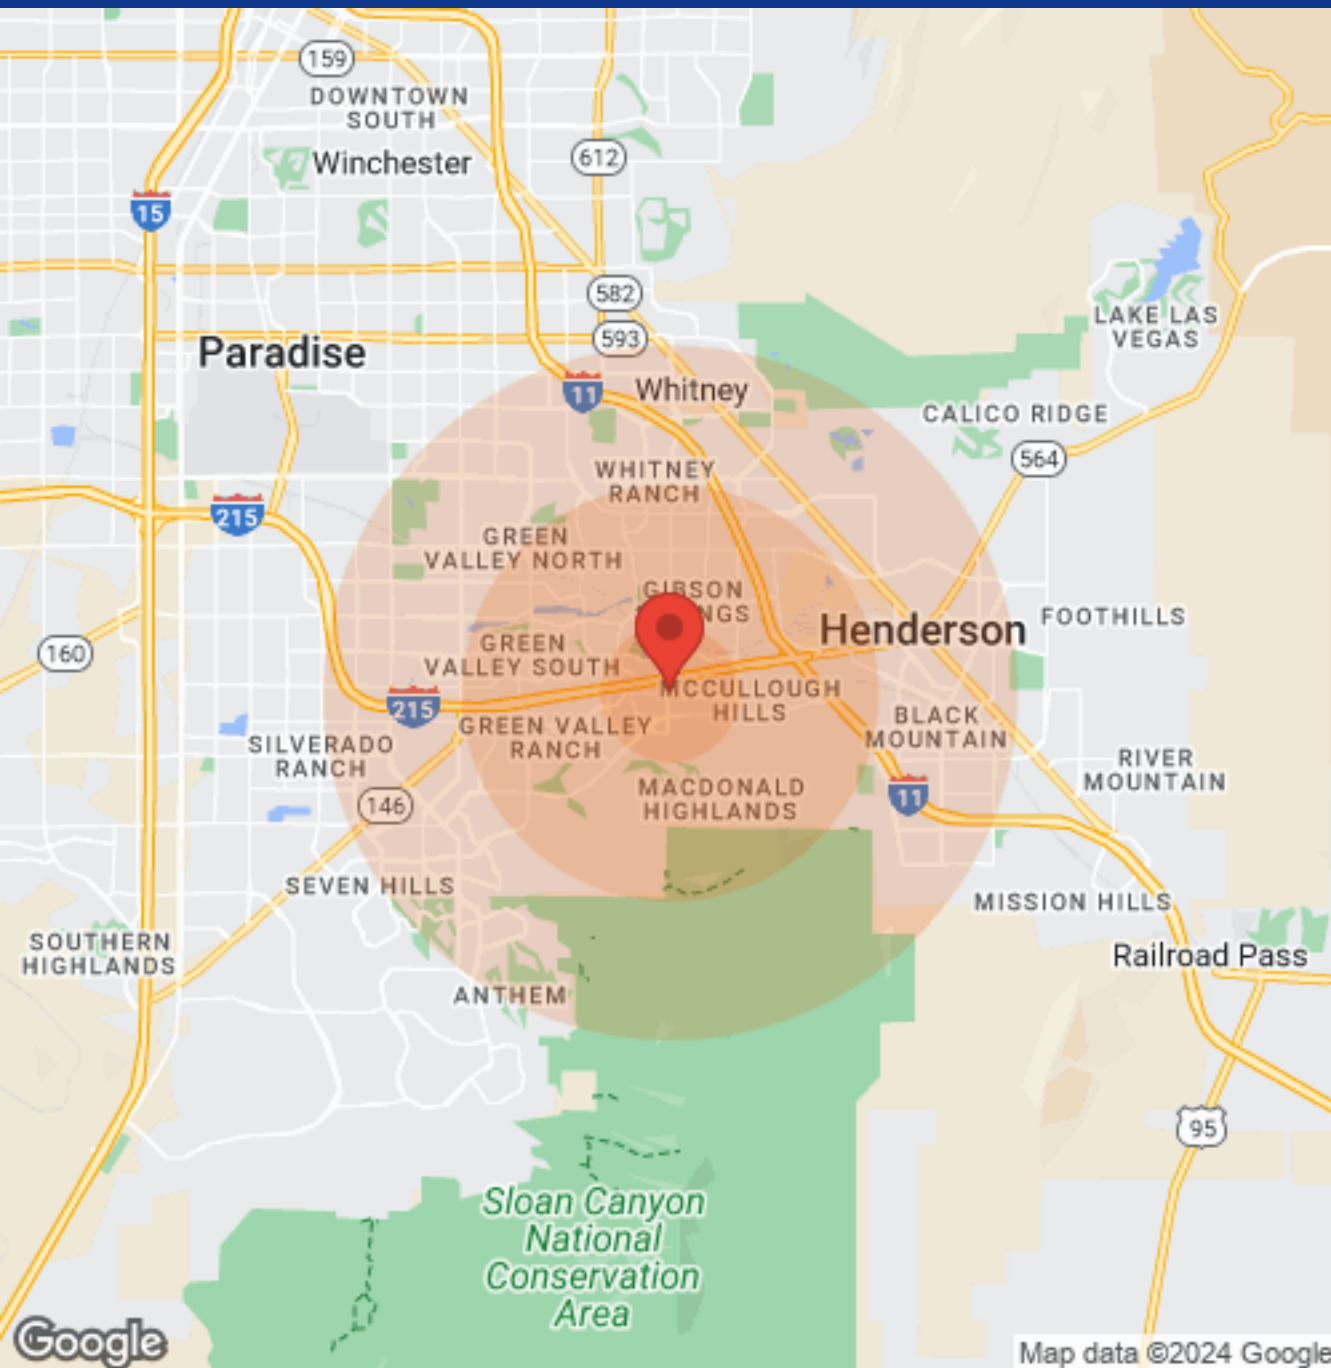 159
DOWNTOWN
SOUTH
Winchester
612
15
582
593
Paradise
LAKE LAS
VEGAS
11
Whitney
CALICO RIDGE
564
WHITNEY
RANCH
215
GREEN
VALLEY NORTH
GIBSON
Henderson
FOOTHILLS
160
GREEN
VALLEY SOUTH
MCCULLOUGH
HILLS
215
GREEN VALLEY
RANCH
BLACK
MOUNTAIN
SILVERADO
RANCH
RIVER
MOUNTAIN
146
MACDONALD
HIGHLANDS
11
SEVEN HILLS
MISSION HILLS
SOUTHERN
HIGHLANDS
Railroad Pass
ANTHEM
95
Sloan Canyon
National
Conservation
Area
Google
Map data ©2024 Google